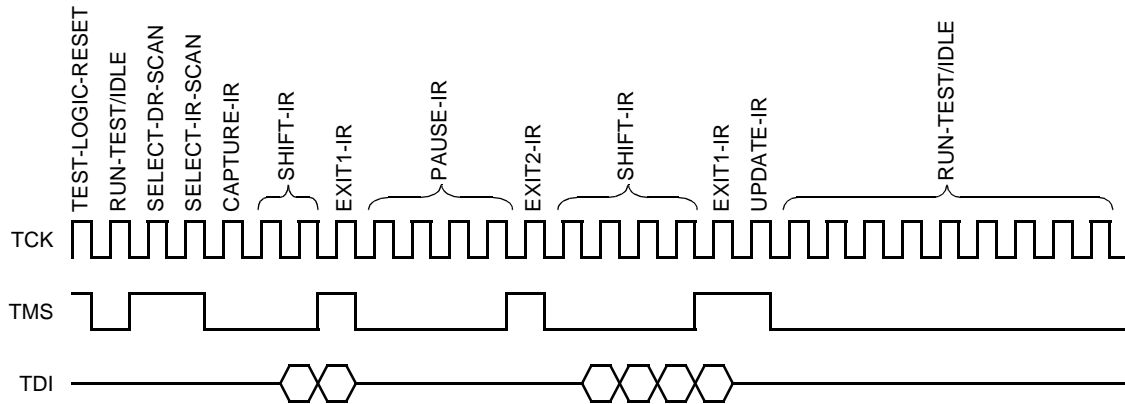 TEST-LOGIC-RESET
RUN-TEST/IDLE
SELECT-DR-SCAN
SELECT-IR-SCAN
CAPTURE-IR
SHIFT-IR
EXIT1-IR
PAUSE-IR
EXIT2-IR
SHIFT-IR
EXIT1-IR
UPDATE-IR
RUN-TEST/IDLE
TCK
TMS
TDI